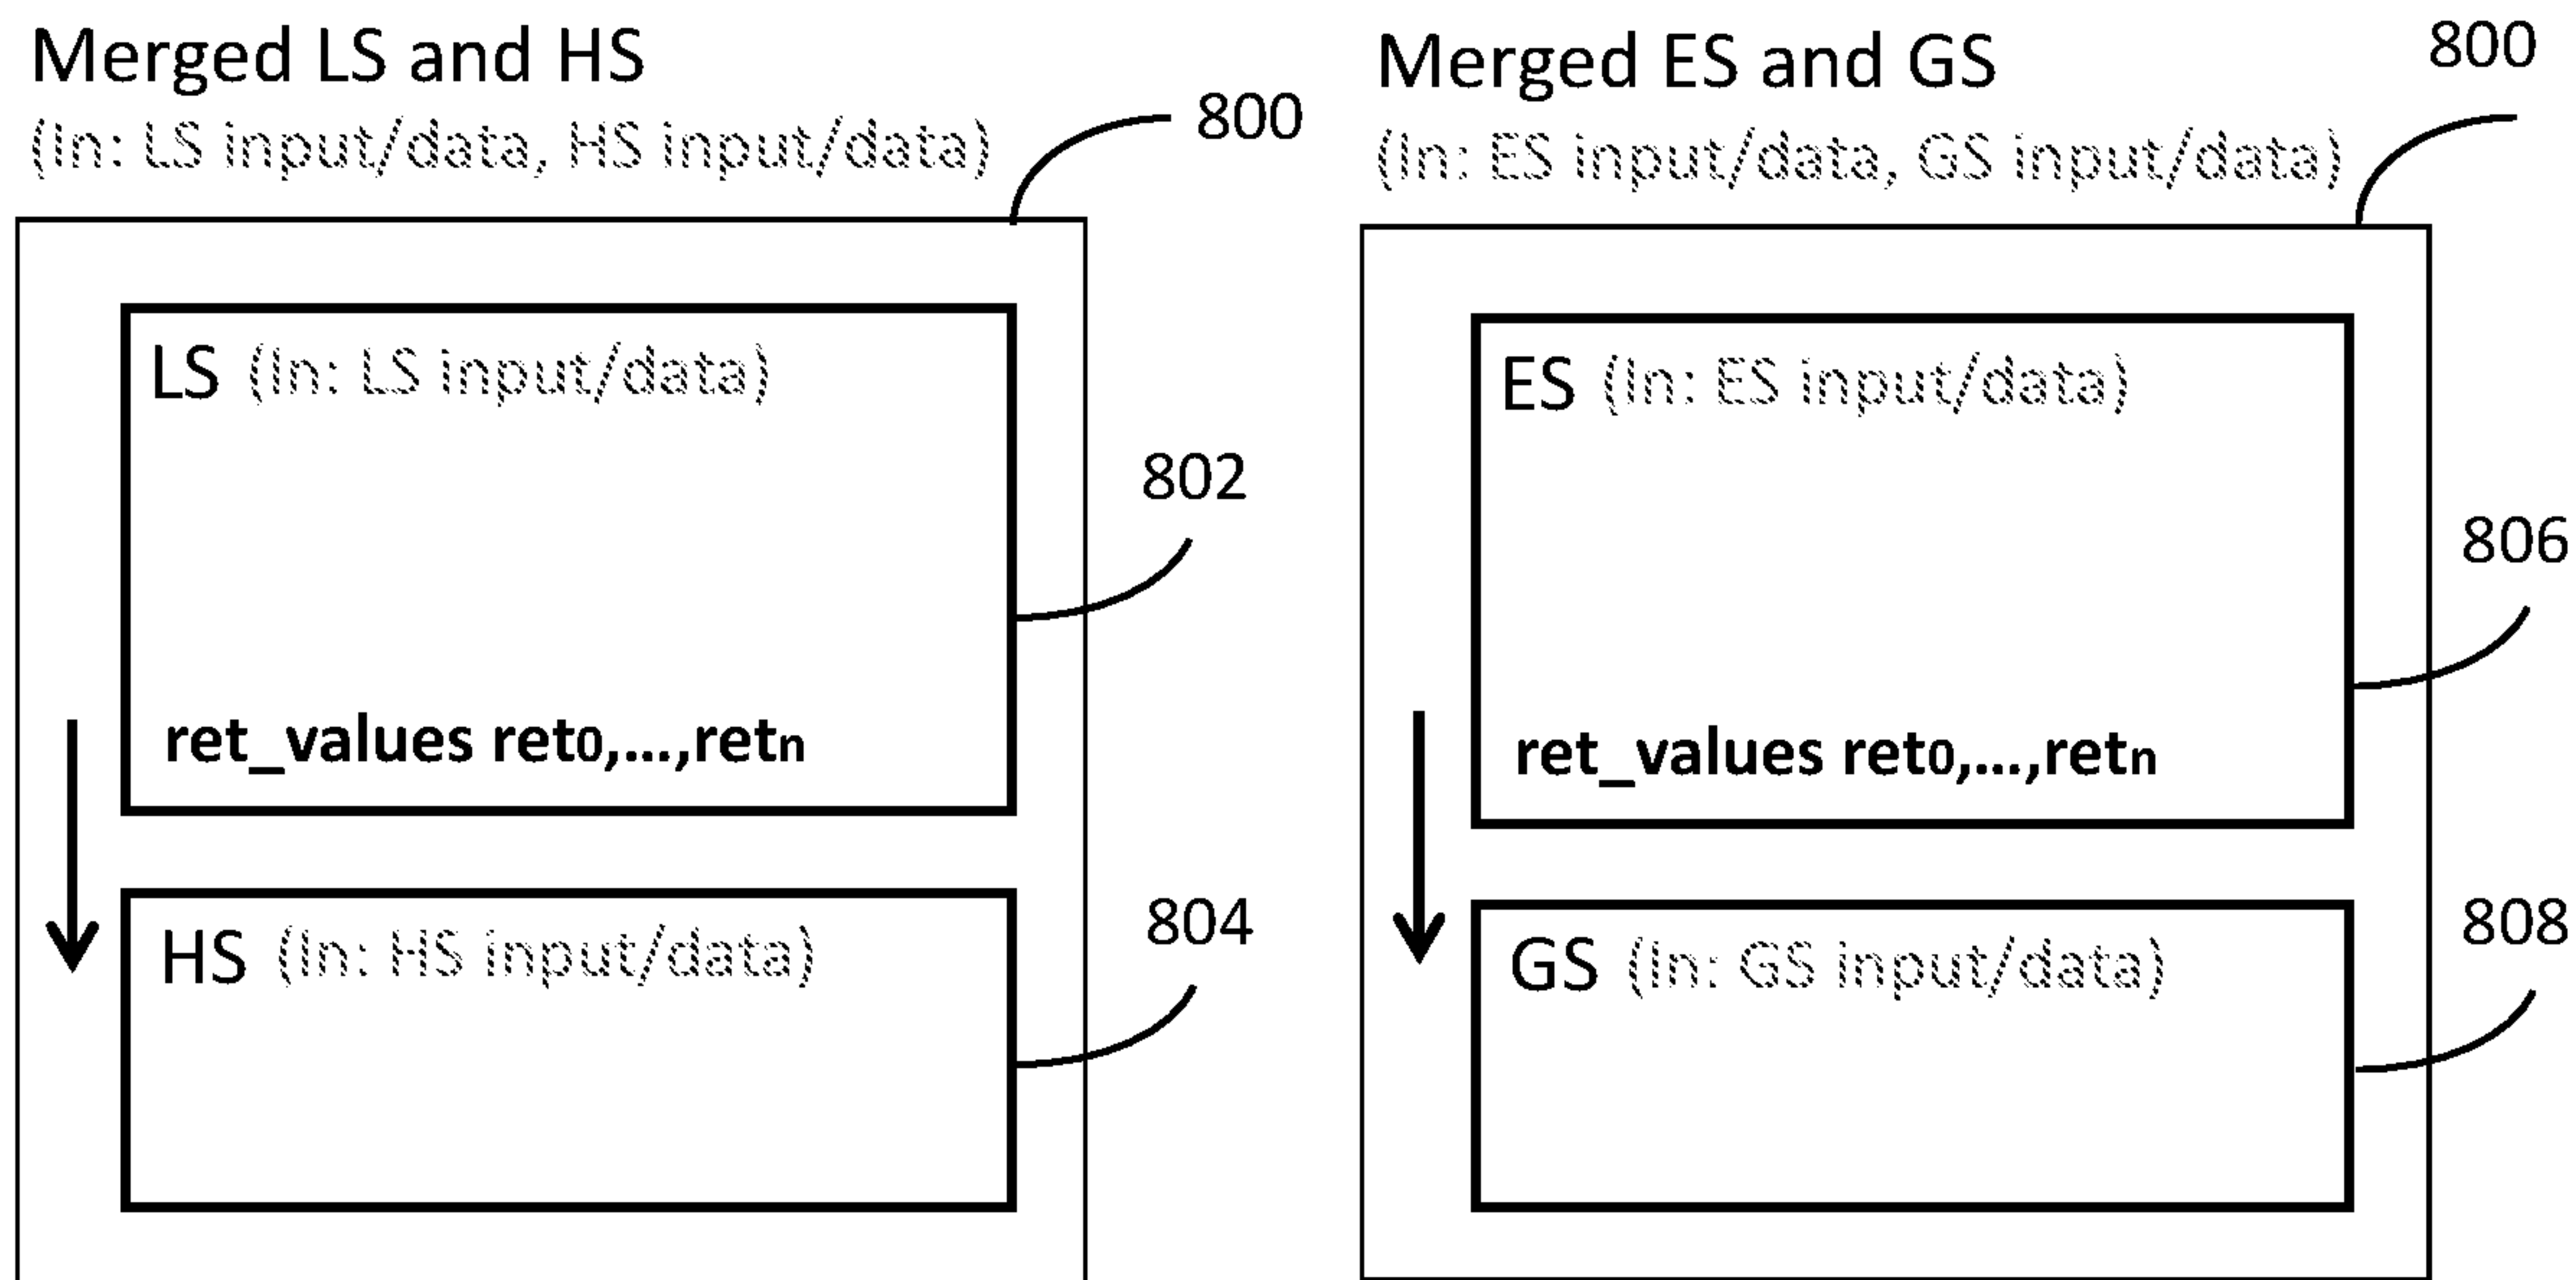 Merged LS and HS
(In: LS input/data, HS input/data)
800
LS (In: LS input/data)
802
ret_values ret0,...,retn
HS (In: HS input/data)
804
Merged ES and GS
(In: ES input/data, GS input/data)
800
ES (In: ES input/data)
806
ret_values ret0,...,retn
GS (In: GS input/data)
808